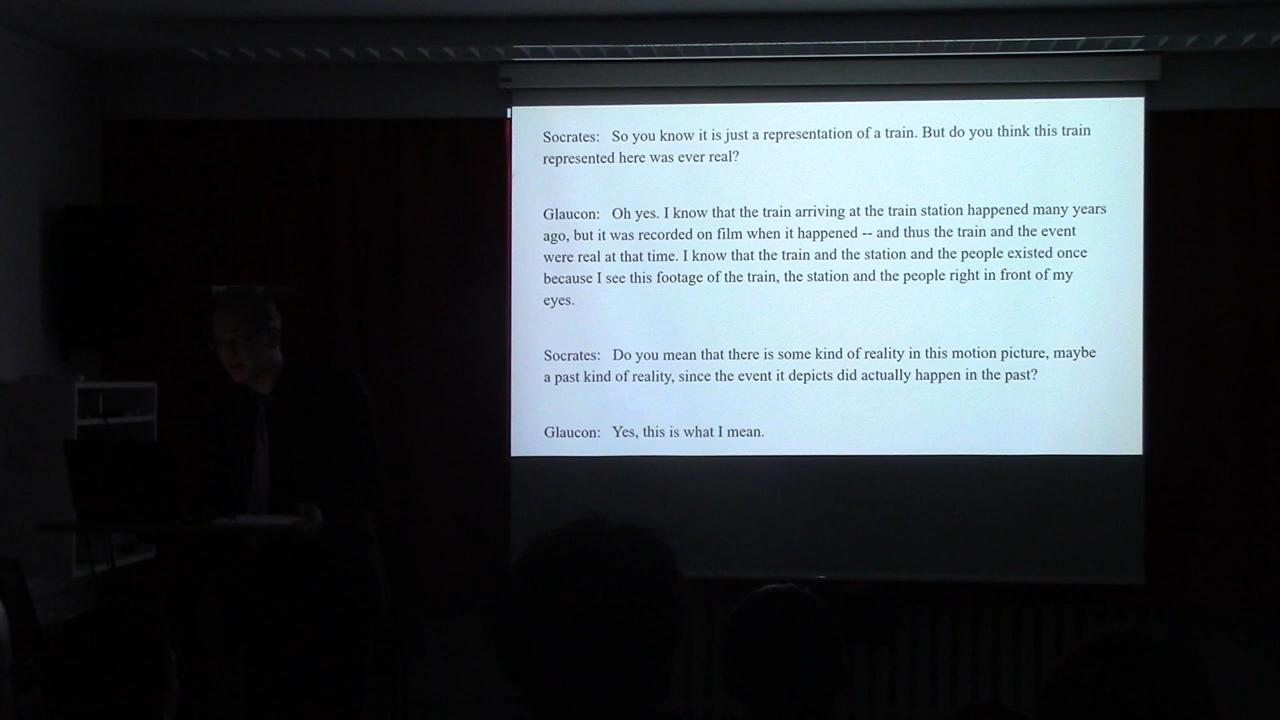 Socrates: So you know it is just a representation of a train. But do you think this train
represented here was ever real?
Glaucon: Oh yes. I know that the train arriving at the train station happened many years
ago, but it was recorded on film when it happened -- and thus the train and the event
were real at that time. I know that the train and the station and the people existed once
because I see this footage of the train, the station and the people right in front of my
eyes.
Socrates: Do you mean that there is some kind of reality in this motion picture, maybe
a past kind of reality, since the event it depicts did actually happen in the past?
Glaucon: Yes, this is what I mean.